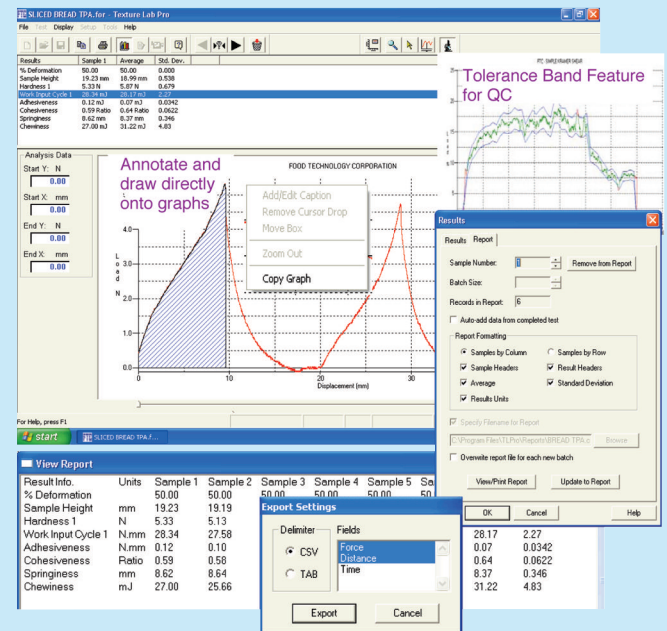 SLICED BREAD TPA.for - Texture Lab Pro
File Test Display Setup Tools Help
Results Sample 1 Average Std. Dev.
% Deformation 50.00 50.00 0.000
Sample Height 19.23 mm 18.99 mm 0.538
Hardness 1 5.33 N 5.87 N 0.679
Work Input Cycle 1 28.34 mJ 28.17 mJ 2.27
Adhesiveness 0.12 mJ 0.07 mJ 0.0342
Cohesiveness 0.59 Ratio 0.64 Ratio 0.0622
Springiness 8.62 mm 8.37 mm 0.346
Chewiness 27.00 mJ 31.22 mJ 4.83
Tolerance Band Feature
for QC
Analysis Data
Start Y: N
0.00
Start X: mm
0.00
End Y: N
0.00
End X: mm
0.00
Annotate and
draw directly
onto graphs
FOOD TECHNOLOGY CORPORATION
Load N
4.0
3.0
2.0
1.0
0.0
0 10 20 30
Displacement (mm)
Add/Edit Caption
Remove Cursor Drop
Move Box
Zoom Out
Copy Graph
Results
Results Report
Sample Number: Remove from Report
Batch Size:
Records in Report: 6
Auto-add data from completed test
Report Formatting
Samples by Column Samples by Row
Sample Headers Result Headers
Average Standard Deviation
Results Units
Specify Filename for Report
C:\Program Files\TLPro\Reports\BREAD TPA.c Browse
Overwrite report file for each new batch
View/Print Report Update to Report
OK Cancel Help
For Help, press F1
start SLICED BREAD TPA.f...
View Report
Result Info. Units Sample 1 Sample 2 Sample 3 Sample 4 Sample 5 Sa
% Deformation 50.00 50.00 50.00 50.00 50.00
Sample Height mm 19.23 19.19
Hardness 1 N 5.33 5.13
Work Input Cycle 1 N.mm 28.34 27.58 28.17 2.27
Adhesiveness N.mm 0.12 0.10 0.07 0.0342
Cohesiveness Ratio 0.59 0.58 0.64 0.0622
Springiness mm 8.62 8.64 8.37 0.346
Chewiness mJ 27.00 25.66 31.22 4.83
Export Settings
Delimiter Fields
CSV Force
Distance
TAB Time
Export Cancel